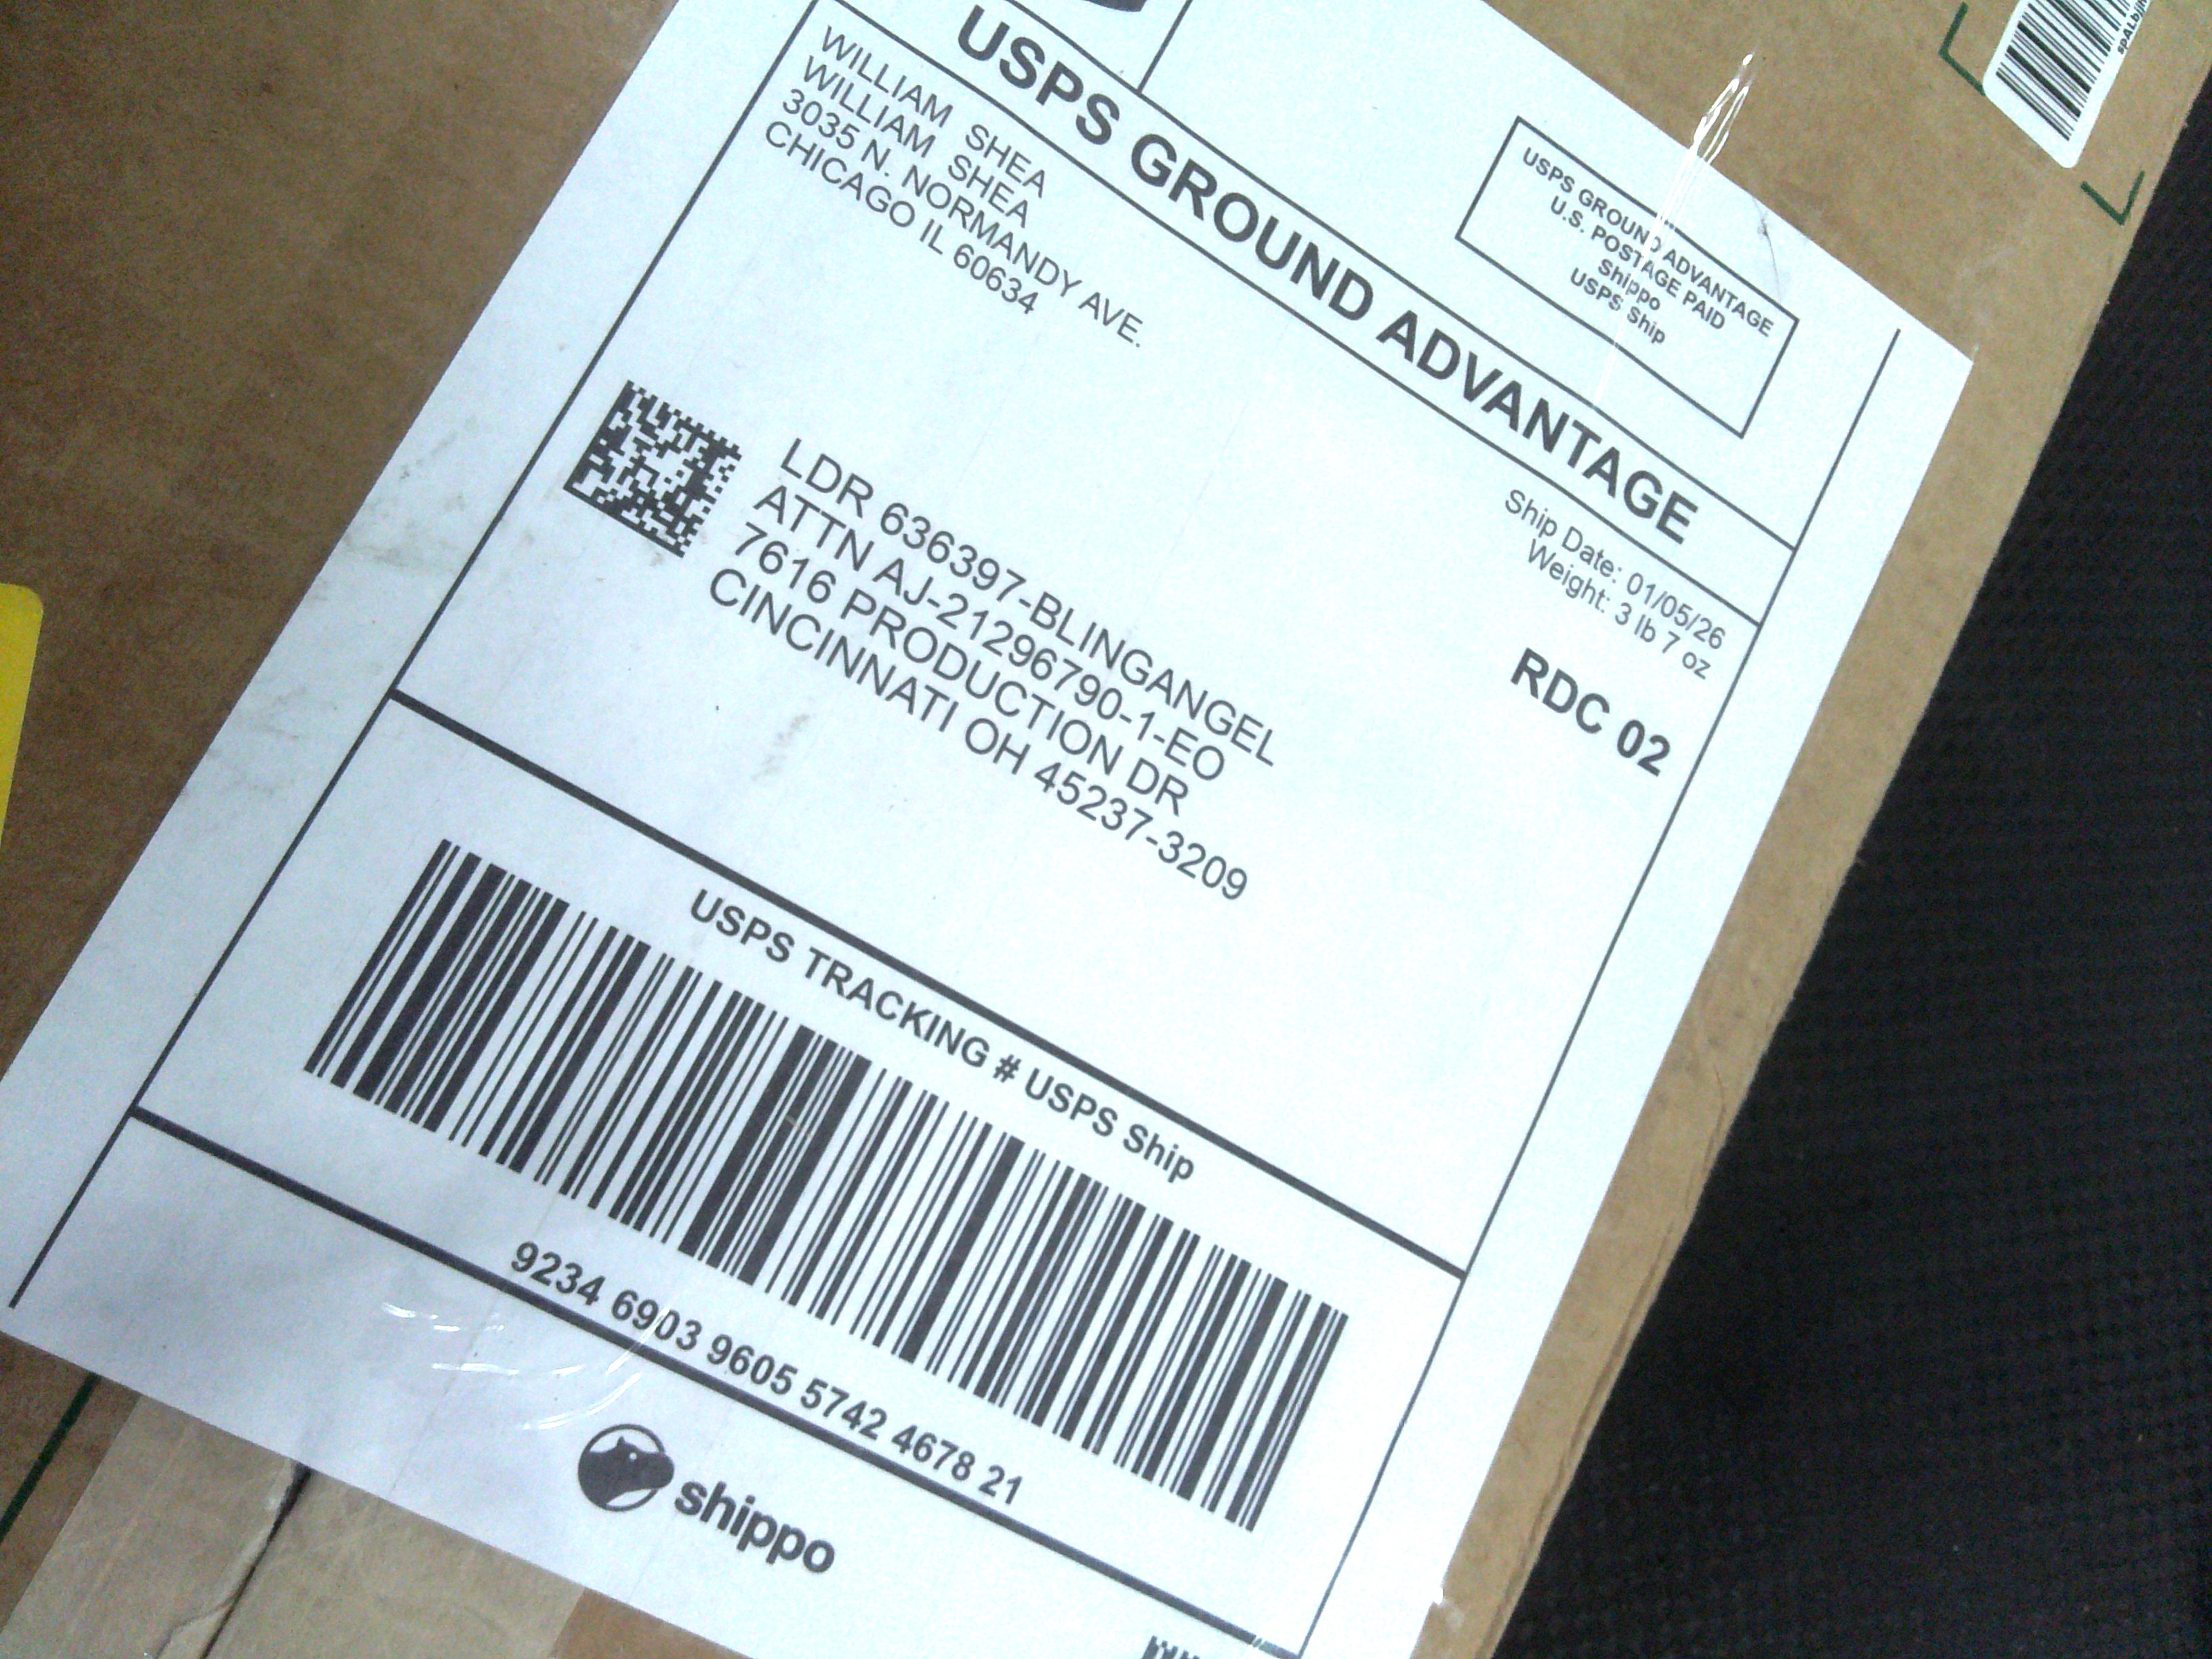 USPS GROUND ADVANTAGE
U.S. POSTAGE PAID
Shippo
USPS Ship
USPS GROUND ADVANTAGE
WILLIAM SHEA
WILLIAM SHEA
3035 N. NORMANDY AVE.
CHICAGO IL 60634
Ship Date: 01/05/26
Weight: 3 lb 7 oz
RDC 02
LDR 636397-BLINGANGEL
ATTN AJ-21296790-1-EO
7616 PRODUCTION DR
CINCINNATI OH 45237-3209
USPS TRACKING # USPS Ship
9234 6903 9605 5742 4678 21
shippo